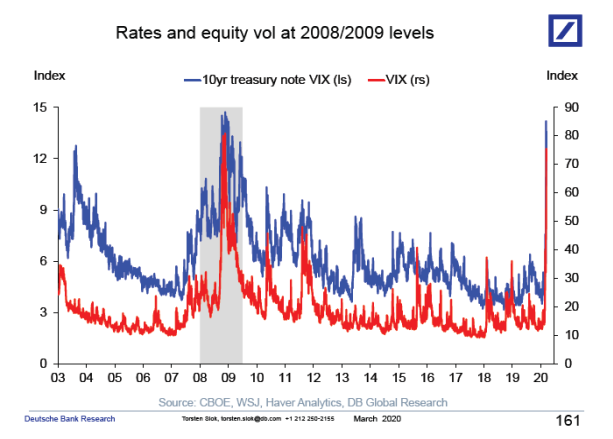 Rates and equity vol at 2008/2009 levels
Index Index
10yr treasury note VIX (ls) VIX (rs)
15 90
80
12 70
60
9 50
40
6 30
3 20
10
0 0
03 04 05 06 07 08 09 10 11 12 13 14 15 16 17 18 19 20
Source: CBOE, WSJ, Haver Analytics, DB Global Research
Deutsche Bank Research Torsten Slok, torsten.slok@db.com +1 212 250-2155 March 2020 161